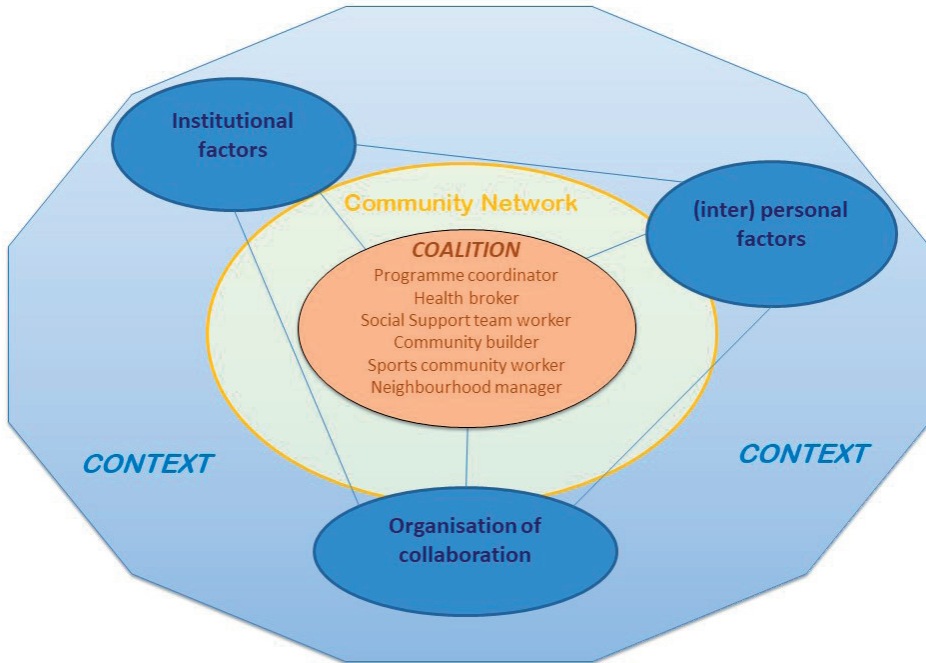 Institutional
factors
(inter) personal
factors
Community Network
COALITION
Programme coordinator
Health broker
Social Support team worker
Community builder
Sports community worker
Neighbourhood manager
CONTEXT
CONTEXT
Organisation of
collaboration